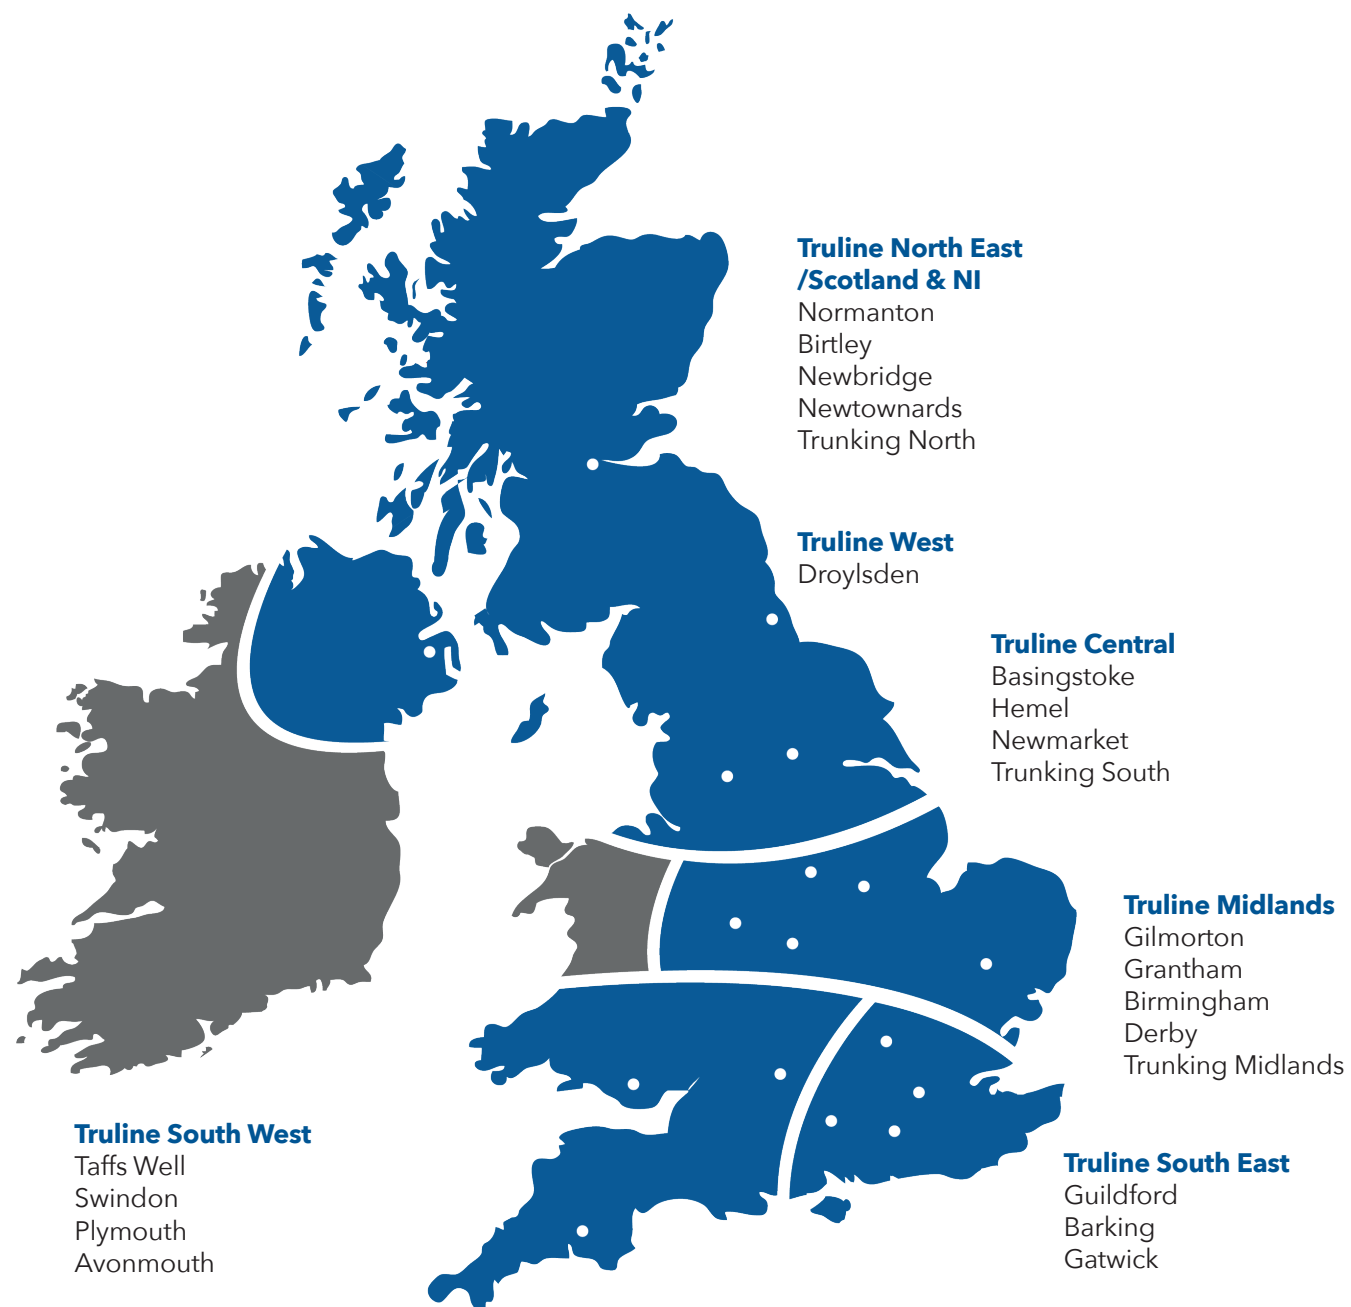 Truline North East
/Scotland & NI
Normanton
Birtley
Newbridge
Newtownards
Trunking North
Truline West
Droylsden
Truline Central
Basingstoke
Hemel
Newmarket
Trunking South
Truline Midlands
Gilmorton
Grantham
Birmingham
Derby
Trunking Midlands
Truline South West
Taffs Well
Swindon
Plymouth
Avonmouth
Truline South East
Guildford
Barking
Gatwick